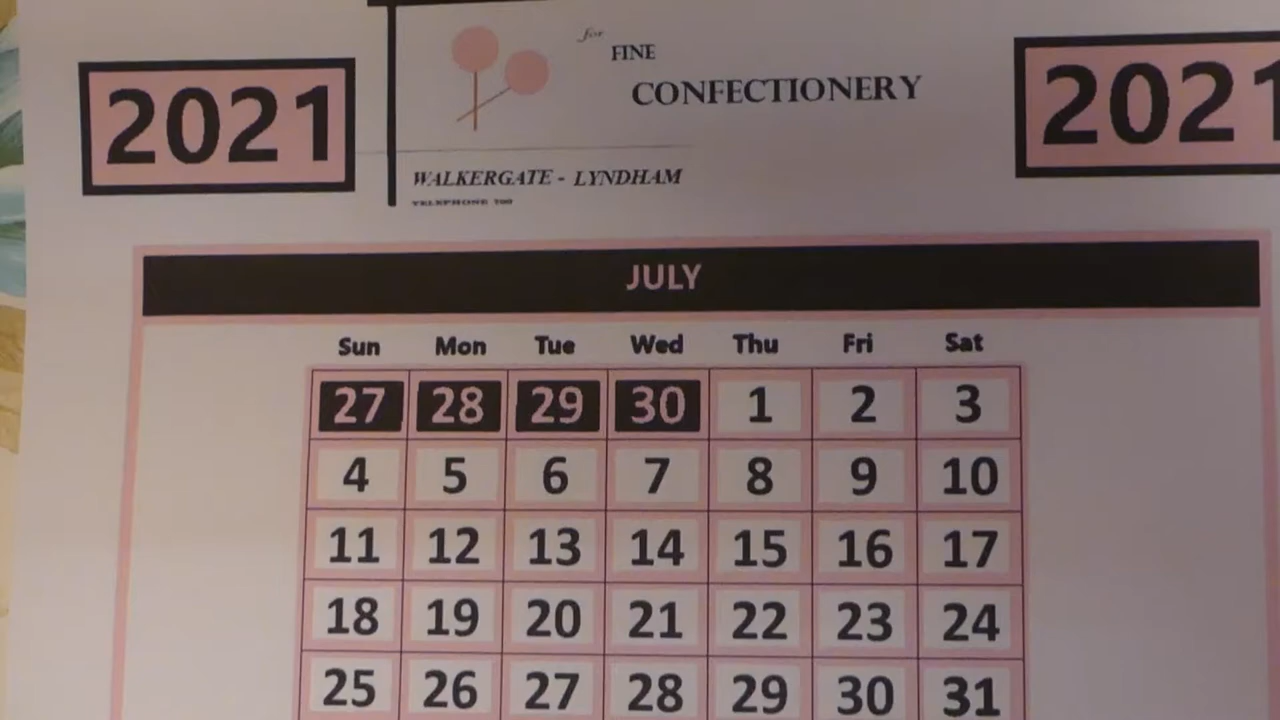 2021
for
FINE
CONFECTIONERY
2021
WALKERGATE - LYNDHAM
TELEPHONE 700
JULY
Sun Mon Tue Wed Thu Fri Sat
27 28 29 30 1 2 3
4 5 6 7 8 9 10
11 12 13 14 15 16 17
18 19 20 21 22 23 24
25 26 27 28 29 30 31